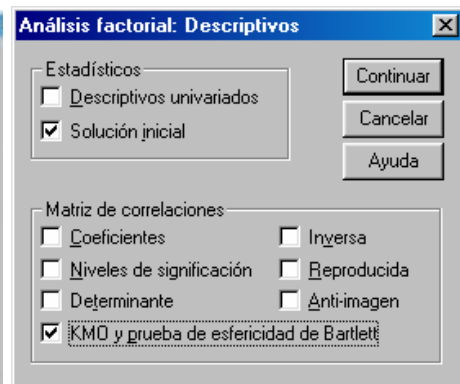 Análisis factorial: Descriptivos
Estadísticos
Descriptivos univariados
Solución inicial
Continuar
Cancelar
Ayuda
Matriz de correlaciones
Coeficientes
Inversa
Niveles de significación
Reproducida
Determinante
Anti-imagen
KMO y prueba de esfericidad de Bartlett